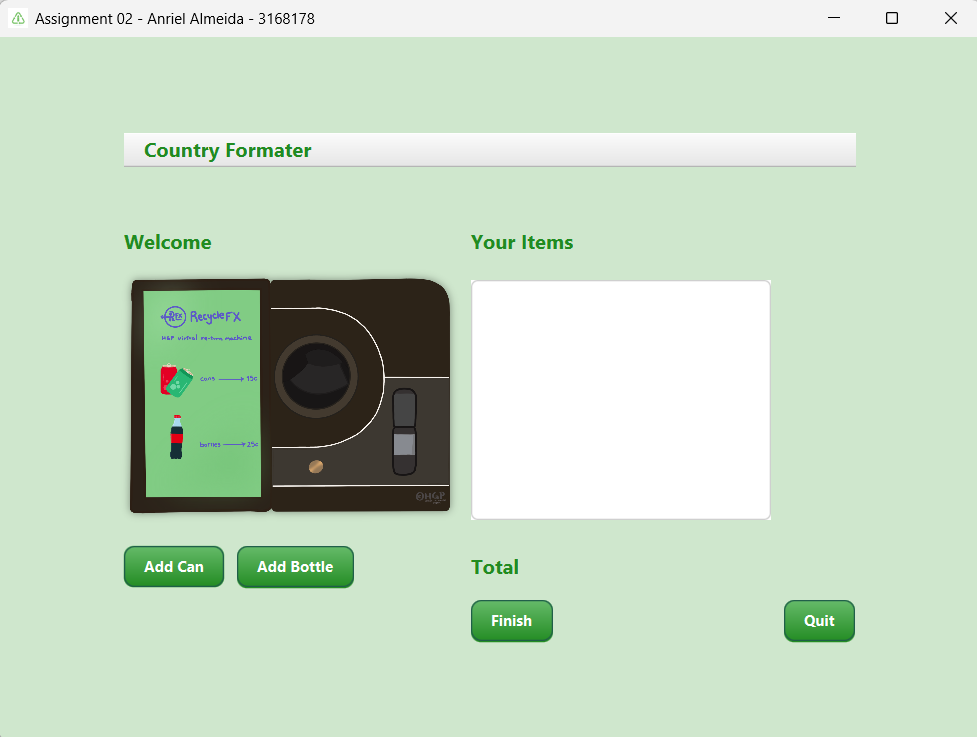 Assignment 02 - Anriel Almeida - 3168178
Country Formater
Welcome
Your Items
RecycleFX
H&P virtual return machine
cans 15c
bottles 25c
Add Can
Add Bottle
Total
Finish
Quit